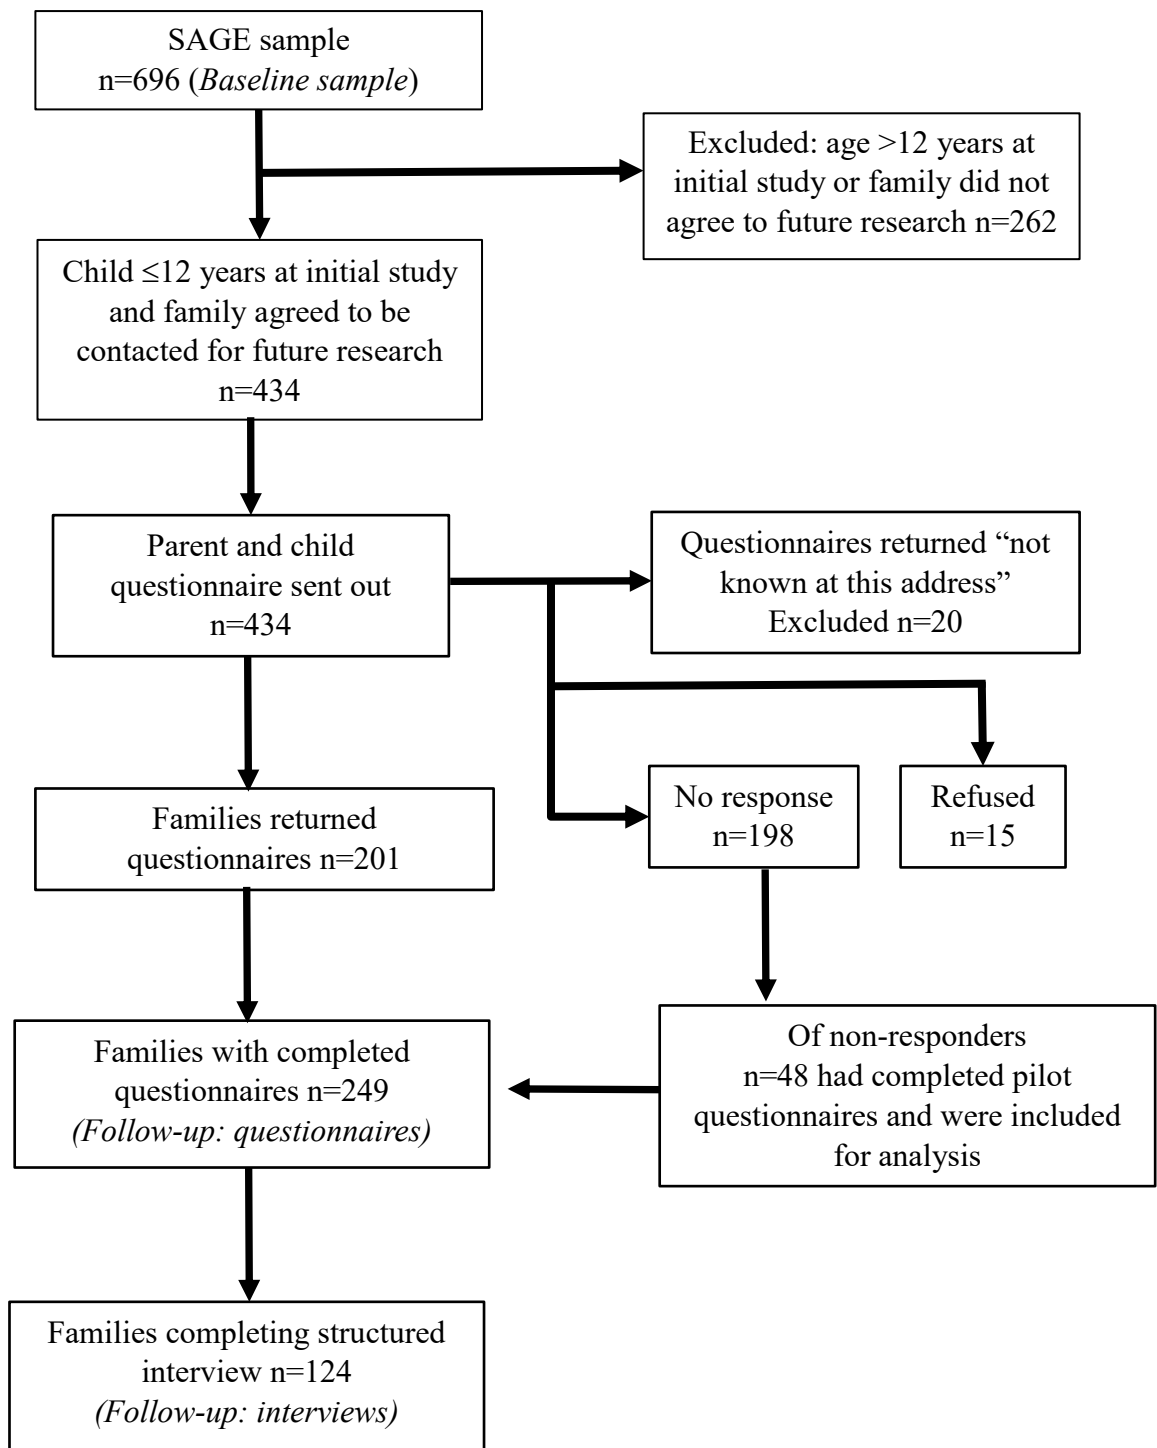 SAGE sample
n=696 (Baseline sample)
Excluded: age >12 years at
initial study or family did not
agree to future research n=262
Child ≤12 years at initial study
and family agreed to be
contacted for future research
n=434
Parent and child
questionnaire sent out
n=434
Questionnaires returned “not
known at this address”
Excluded n=20
No response
n=198
Refused
n=15
Families returned
questionnaires n=201
Of non-responders
n=48 had completed pilot
questionnaires and were included
for analysis
Families with completed
questionnaires n=249
(Follow-up: questionnaires)
Families completing structured
interview n=124
(Follow-up: interviews)